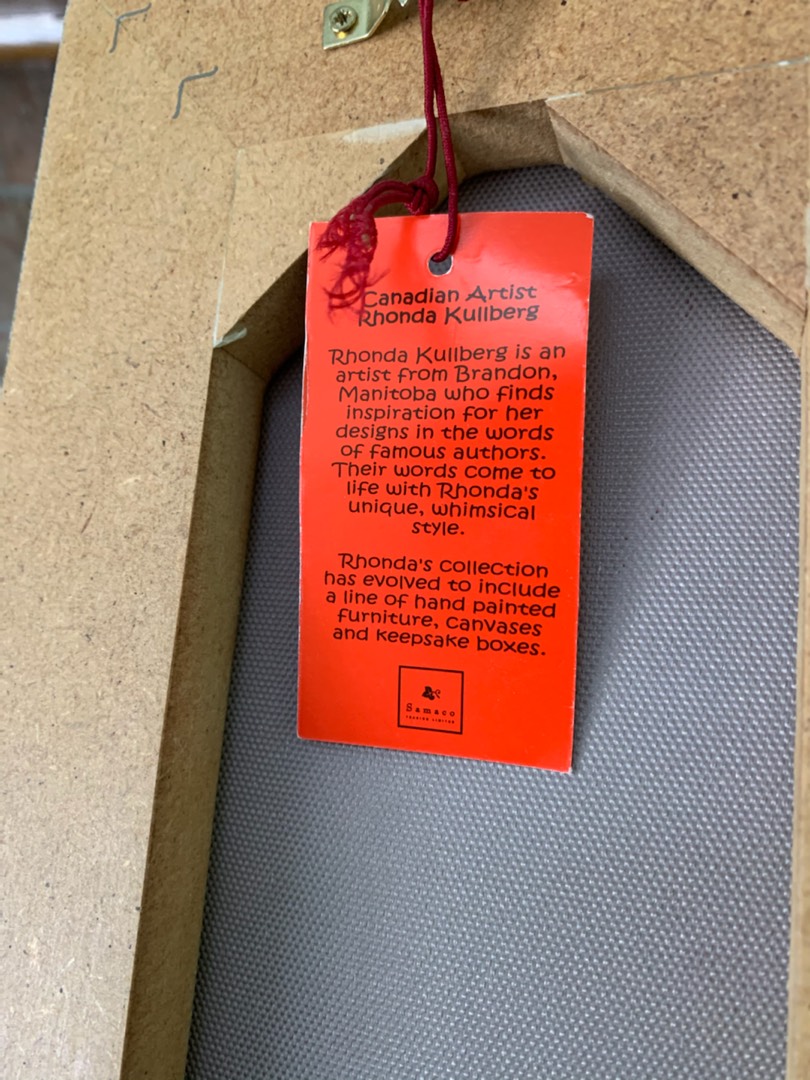 Canadian Artist
Rhonda Kullberg
Rhonda Kullberg is an
artist from Brandon,
Manitoba who finds
inspiration for her
designs in the words
of famous authors.
Their words come to
life with Rhonda's
unique, whimsical
style.
Rhonda's collection
has evolved to include
a line of hand painted
furniture, canvases
and keepsake boxes.
Samaco
TRADING LIMITED